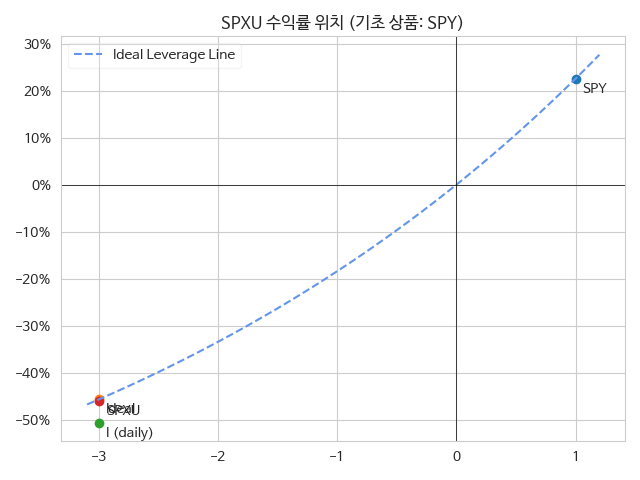 SPXU 수익률 위치 (기초 상품: SPY)
Ideal Leverage Line
30%
20%
10%
0%
−10%
−20%
−30%
−40%
−50%
SPY
Ideal
SPXU
I (daily)
−3
−2
−1
0
1